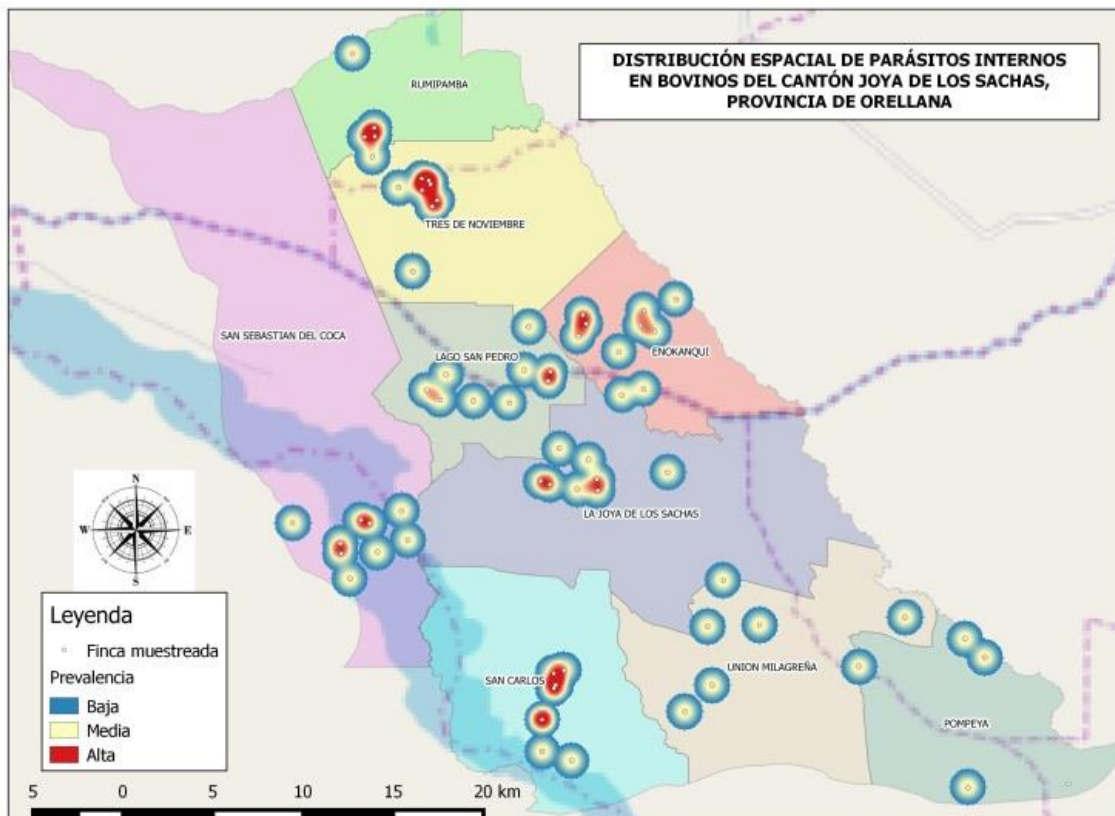 DISTRIBUCIÓN ESPACIAL DE PARÁSITOS INTERNOS
EN BOVINOS DEL CANTÓN JOYA DE LOS SACHAS,
PROVINCIA DE ORELLANA
RUMIPAMBA
TRES DE NOVIEMBRE
SAN SEBASTIAN DEL COCA
LAGO SAN PEDRO
ENOKANQUI
LA JOYA DE LOS SACHAS
SAN CARLOS
UNION MILAGREÑA
POMPEYA
N
W E
S
Leyenda
Finca muestreada
Prevalencia
Baja
Media
Alta
5 0 5 10 15 20 km